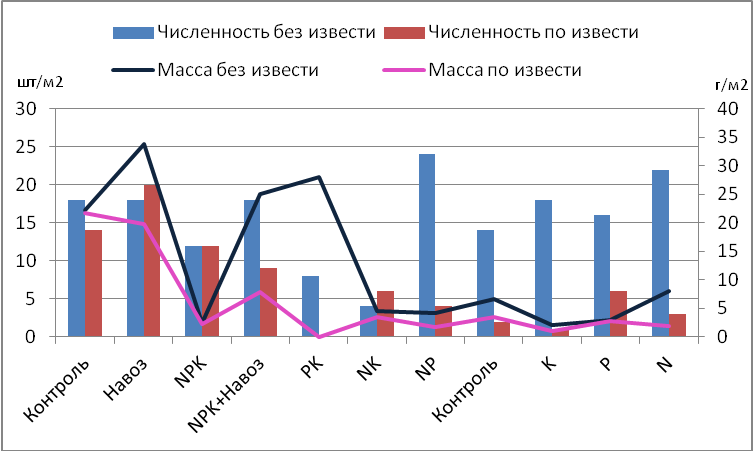 Численность без извести Численность по извести
Масса без извести Масса по извести
шт/м2 г/м2
30 40
25 35
20 30
15 25
10 20
5 15
0 10
5
0
Контроль Навоз NPK NPK+Навоз PK NK NP Контроль K P N